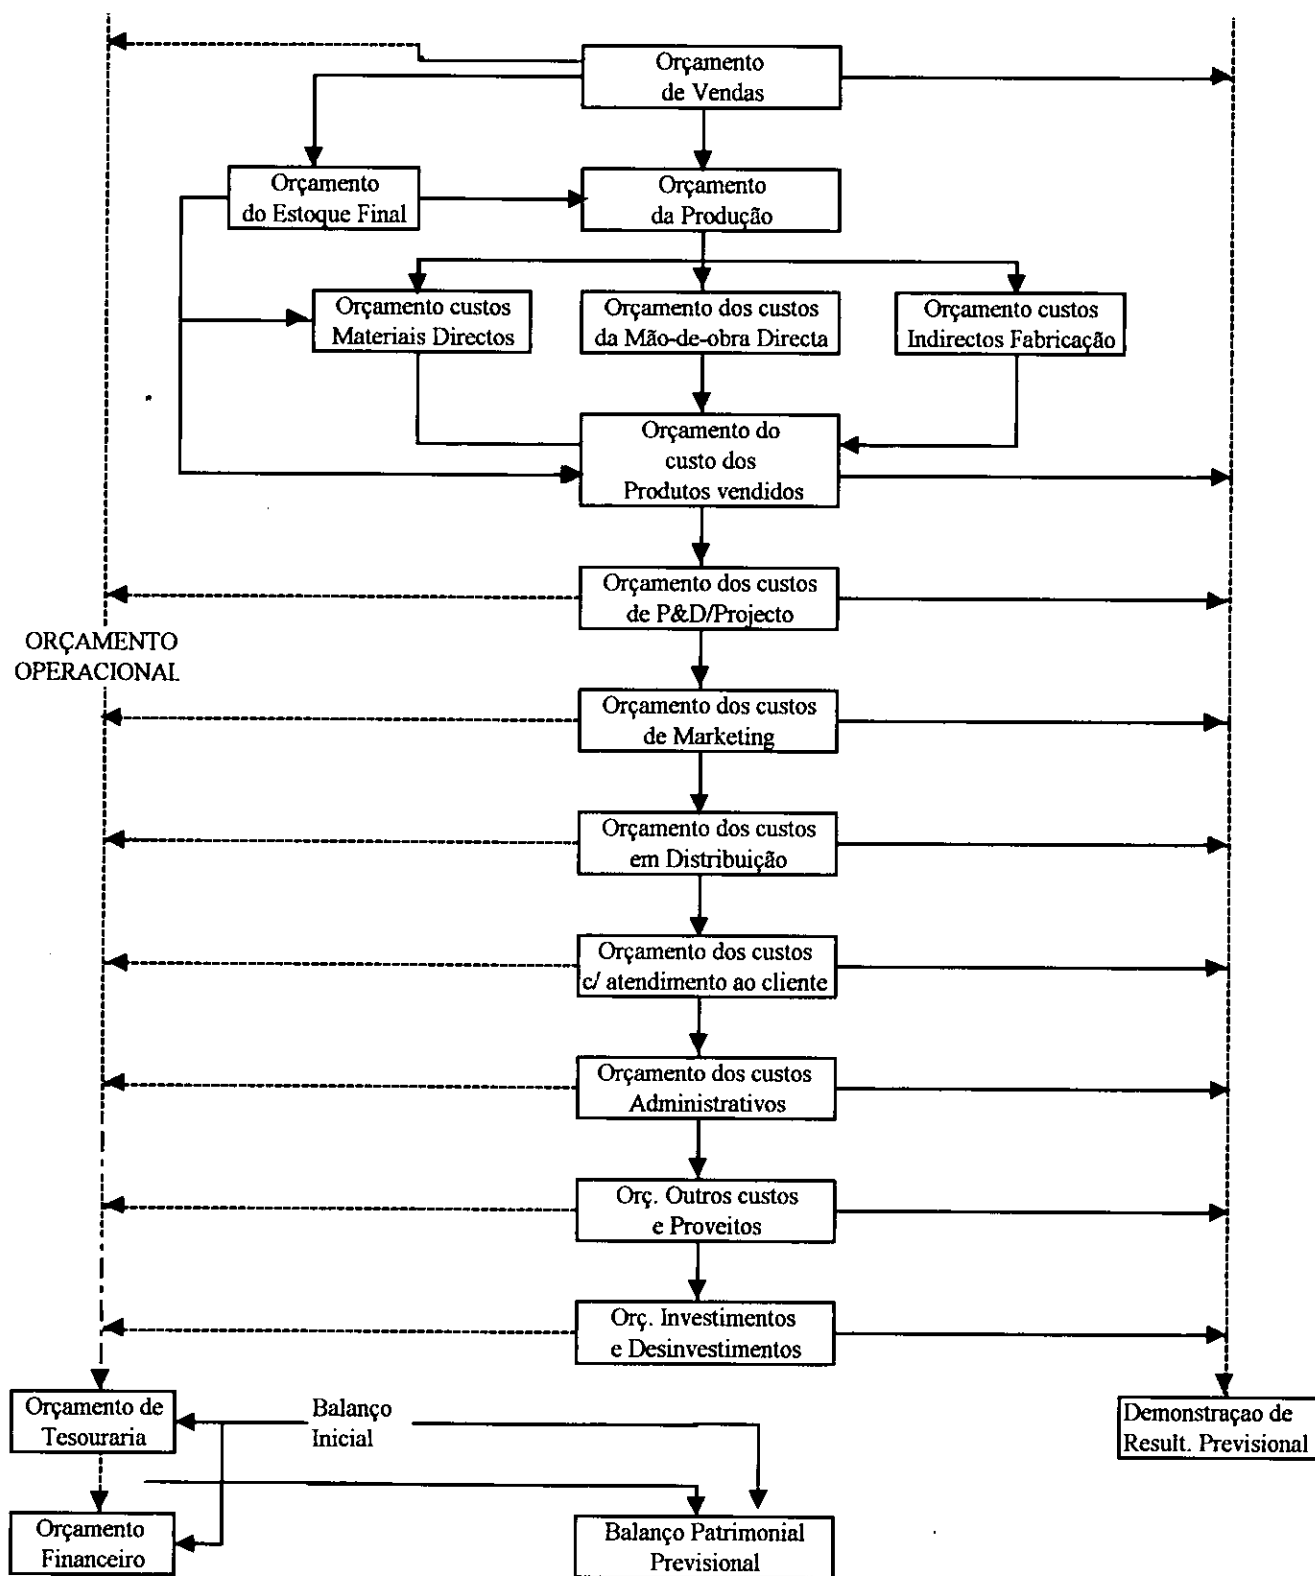 Orçamento
de Vendas
Orçamento
do Estoque Final
Orçamento
da Produção
Orçamento custos
Materiais Directos
Orçamento dos custos
da Mão-de-obra Directa
Orçamento custos
Indirectos Fabricação
Orçamento do
custo dos
Produtos vendidos
Orçamento dos custos
de P&D/Projecto
ORÇAMENTO
OPERACIONAL
Orçamento dos custos
de Marketing
Orçamento dos custos
em Distribuição
Orçamento dos custos
c/ atendimento ao cliente
Orçamento dos custos
Administrativos
Orç. Outros custos
e Proveitos
Orç. Investimentos
e Desinvestimentos
Orçamento de
Tesouraria
Balanço
Inicial
Demonstraçao de
Result. Previsional
Orçamento
Financeiro
Balanço Patrimonial
Previsional